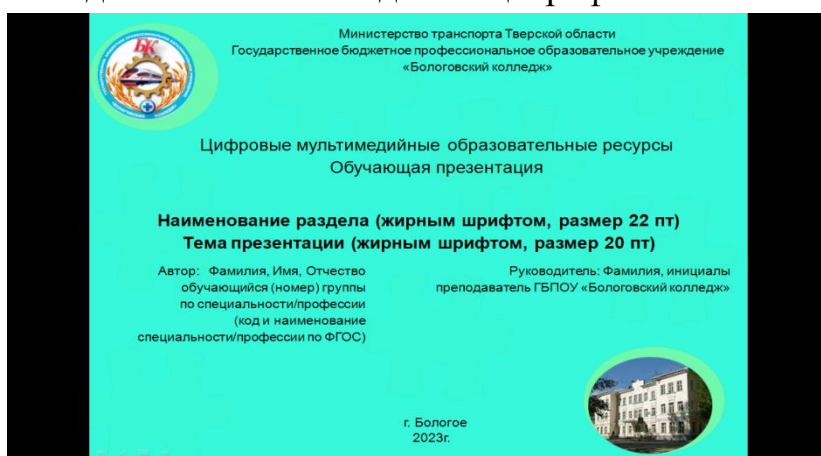 Министерство транспорта Тверской области
Государственное бюджетное профессиональное образовательное учреждение
«Бологовский колледж»
БК
Цифровые мультимедийные образовательные ресурсы
Обучающая презентация
Наименование раздела (жирным шрифтом, размер 22 пт)
Тема презентации (жирным шрифтом, размер 20 пт)
Автор: Фамилия, Имя, Отчество
обучающийся (номер) группы
по специальности/профессии
(код и наименование
специальности/профессии по ФГОС)
Руководитель: Фамилия, инициалы
преподаватель ГБПОУ «Бологовский колледж»
г. Бологое
2023г.